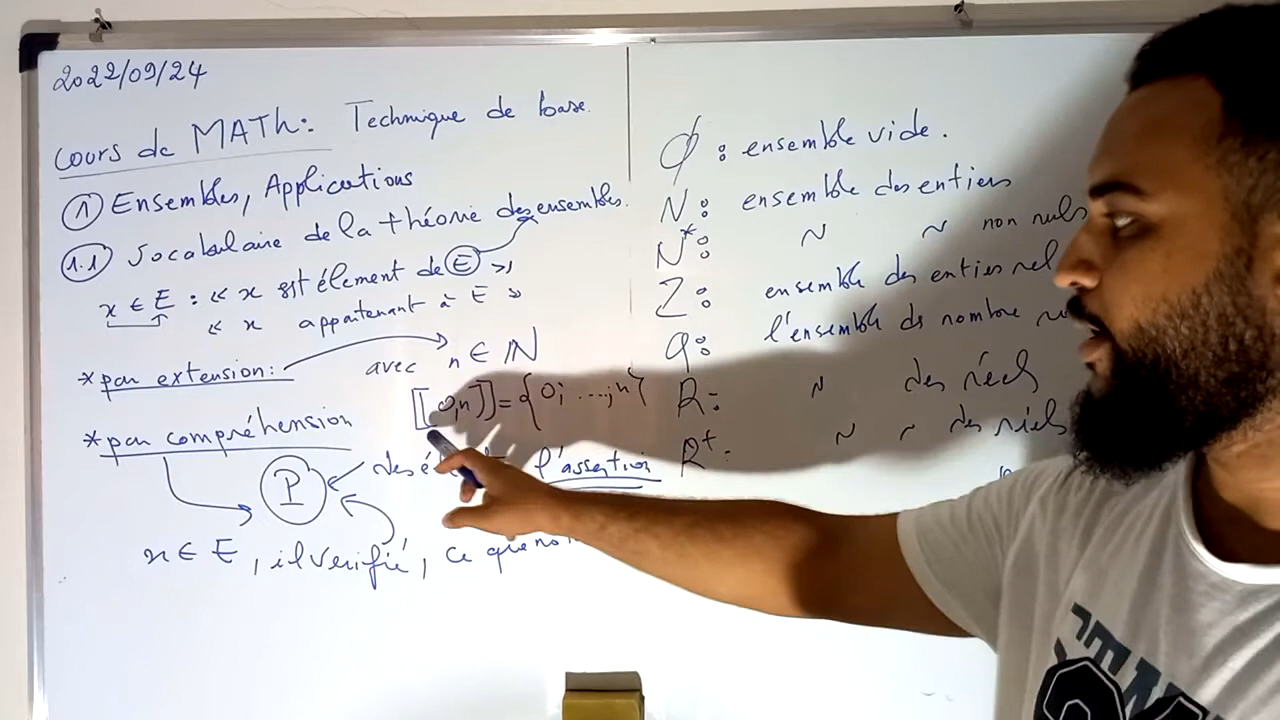 2022/09/24
Cours de MATH: Technique de base.
① Ensembles, Applications
1.1 Vocabulaire de la théorie des ensembles.
x ∈ E : « x est élément de E »
« x appartenant à E »
* par extension:
avec n ∈ ℕ
[[0,n]] = {0; ...; n}
* par compréhension
P des l'assertion
x ∈ E, il vérifié, ce que
∅ : ensemble vide.
N: ensemble des entiers
N*: ~ ~ non nuls
Z: ensemble des entiers rel
Q: l'ensemble ds nombre
R: ~ des réels
R+: ~ ~ des réels